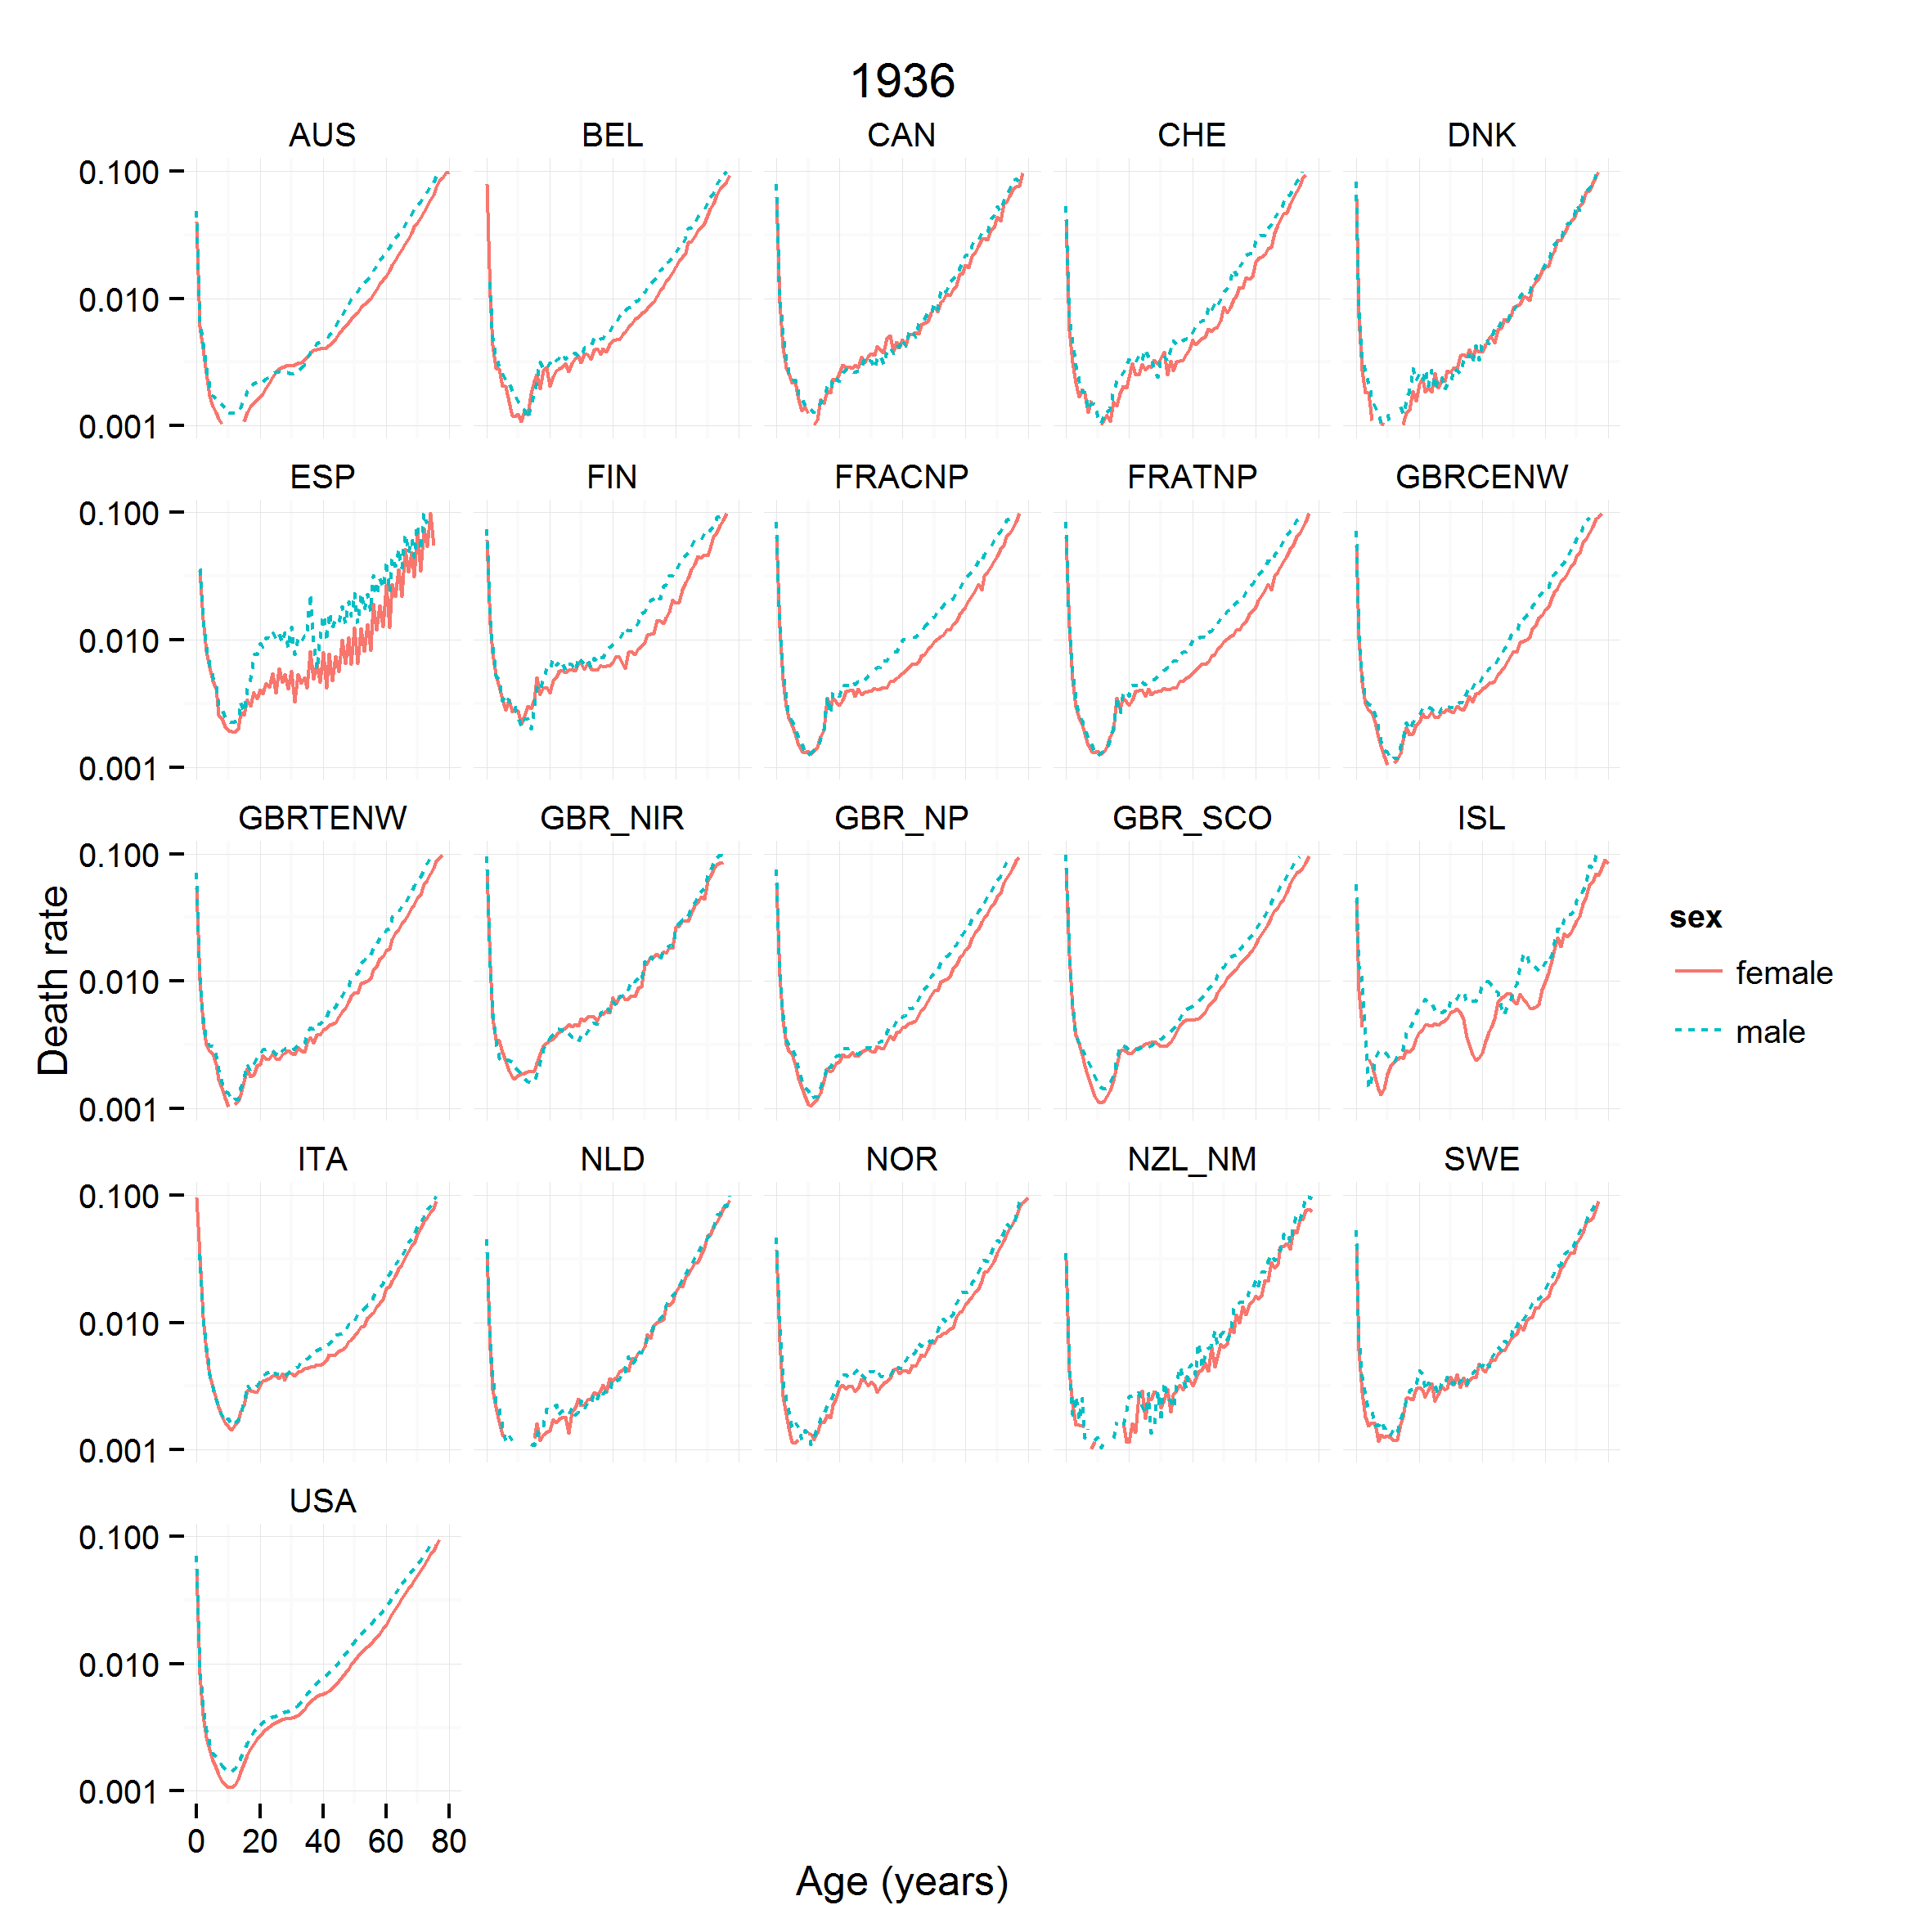 1936
AUS BEL CAN CHE DNK
0.100
0.010
0.001
ESP FIN FRACNP FRATNP GBRCENW
0.100
0.010
0.001
GBRTENW GBR_NIR GBR_NP GBR_SCO ISL
0.100
0.010
0.001
ITA NLD NOR NZL_NM SWE
0.100
0.010
0.001
USA
0.100
0.010
0.001
0 20 40 60 80
Age (years)
Death rate
sex
female
male